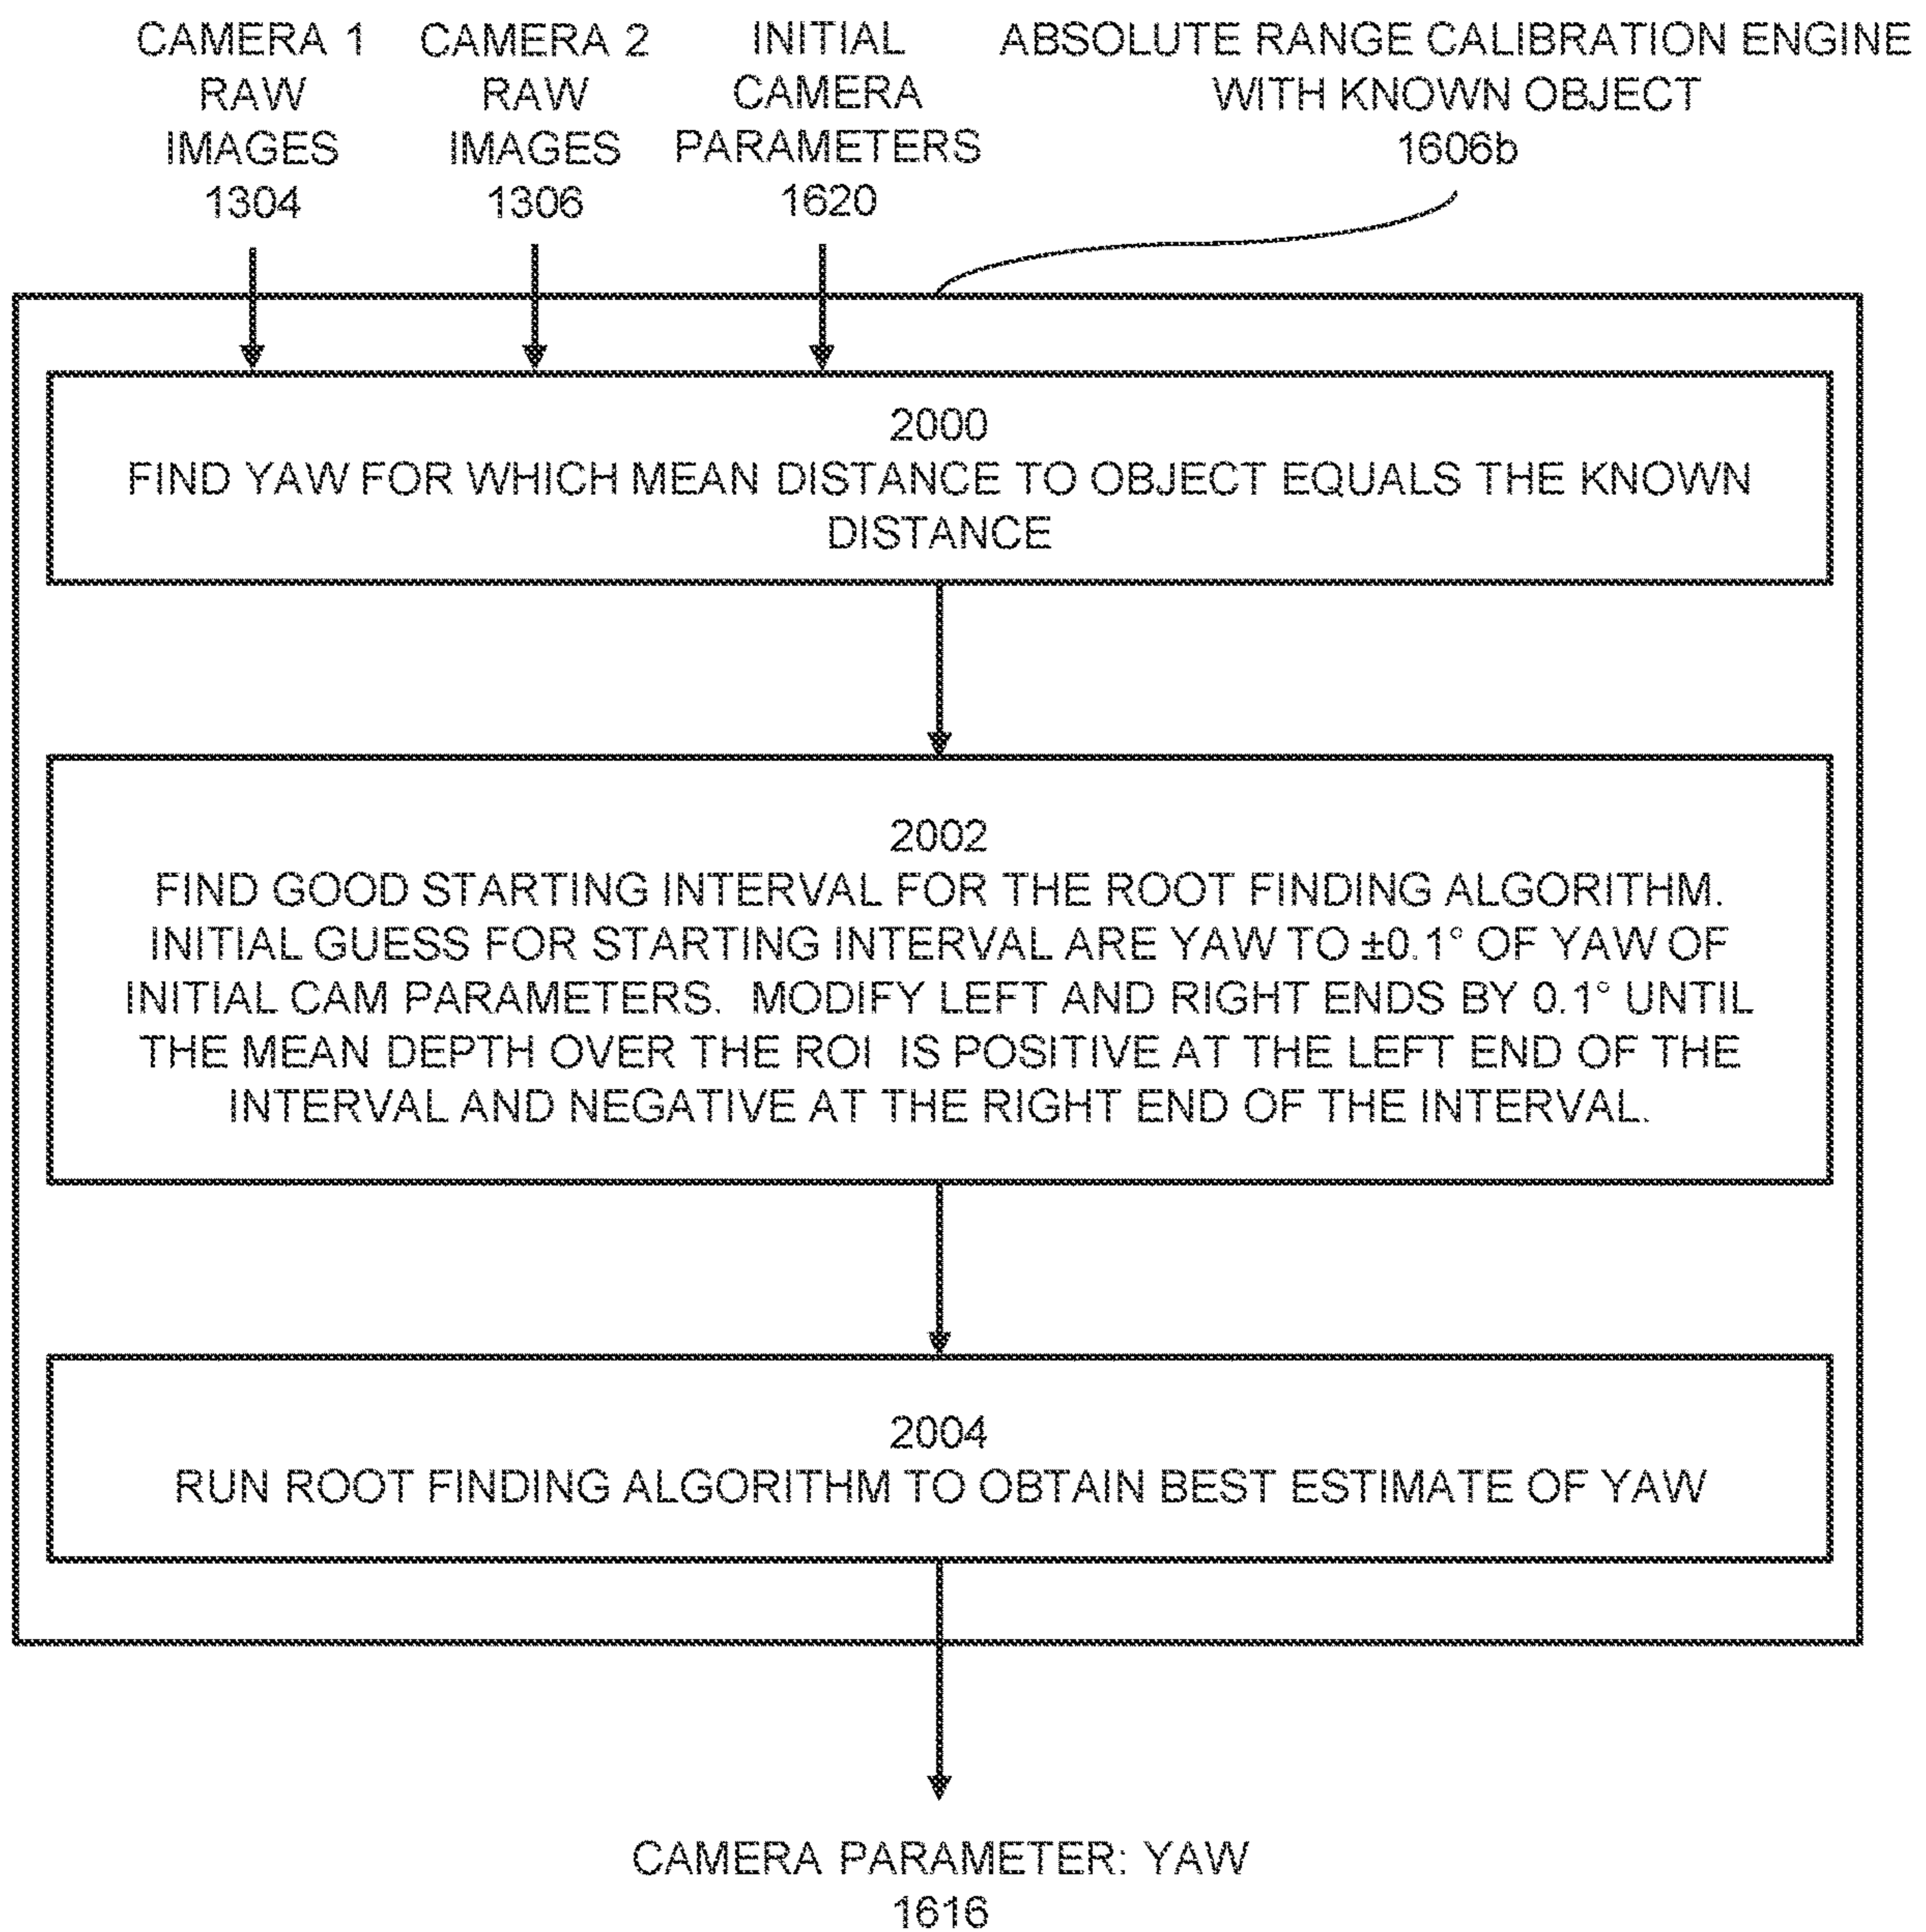 CAMERA 1
RAW
IMAGES
1304
CAMERA 2
RAW
IMAGES
1306
INITIAL
CAMERA
PARAMETERS
1620
ABSOLUTE RANGE CALIBRATION ENGINE
WITH KNOWN OBJECT
1606b
2000
FIND YAW FOR WHICH MEAN DISTANCE TO OBJECT EQUALS THE KNOWN
DISTANCE
2002
FIND GOOD STARTING INTERVAL FOR THE ROOT FINDING ALGORITHM.
INITIAL GUESS FOR STARTING INTERVAL ARE YAW TO ±0.1° OF YAW OF
INITIAL CAM PARAMETERS. MODIFY LEFT AND RIGHT ENDS BY 0.1° UNTIL
THE MEAN DEPTH OVER THE ROI IS POSITIVE AT THE LEFT END OF THE
INTERVAL AND NEGATIVE AT THE RIGHT END OF THE INTERVAL.
2004
RUN ROOT FINDING ALGORITHM TO OBTAIN BEST ESTIMATE OF YAW
CAMERA PARAMETER: YAW
1616